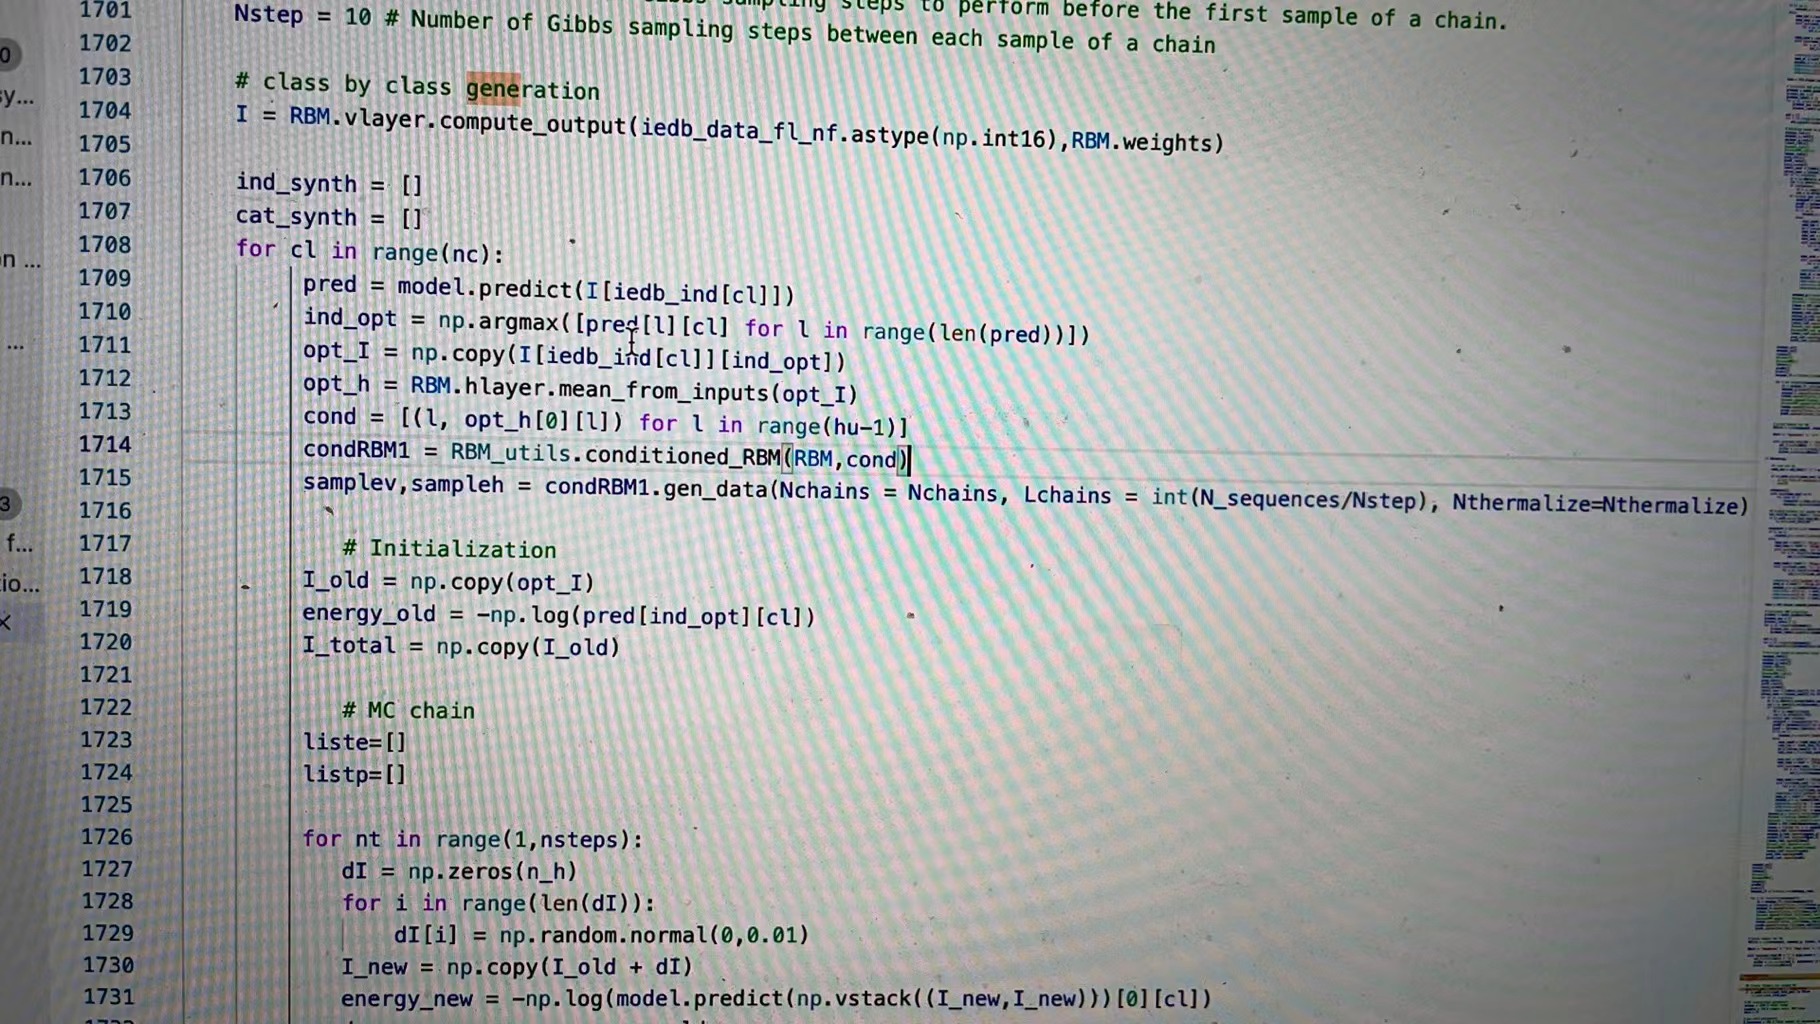 1701 Nstep = 10 # Number of Gibbs sampling steps to perform before the first sample of a chain.
1702 steps between each sample of a chain
1703 # class by class generation
1704 I = RBM.vlayer.compute_output(iedb_data_fl_nf.astype(np.int16),RBM.weights)
1705
1706 ind_synth = []
1707 cat_synth = []
1708 for cl in range(nc):
1709 pred = model.predict(I[iedb_ind[cl]])
1710 ind_opt = np.argmax([pred[l][cl] for l in range(len(pred))])
1711 opt_I = np.copy(I[iedb_ind[cl]][ind_opt])
1712 opt_h = RBM.hlayer.mean_from_inputs(opt_I)
1713 cond = [(l, opt_h[0][l]) for l in range(hu-1)]
1714 condRBM1 = RBM_utils.conditioned_RBM(RBM,cond)
1715 samplev,sampleh = condRBM1.gen_data(Nchains = Nchains, Lchains = int(N_sequences/Nstep), Nthermalize=Nthermalize)
1716
1717 # Initialization
1718 I_old = np.copy(opt_I)
1719 energy_old = -np.log(pred[ind_opt][cl])
1720 I_total = np.copy(I_old)
1721
1722 # MC chain
1723 liste=[]
1724 listp=[]
1725
1726 for nt in range(1,nsteps):
1727 dI = np.zeros(n_h)
1728 for i in range(len(dI)):
1729 dI[i] = np.random.normal(0,0.01)
1730 I_new = np.copy(I_old + dI)
1731 energy_new = -np.log(model.predict(np.vstack((I_new,I_new)))[0][cl])